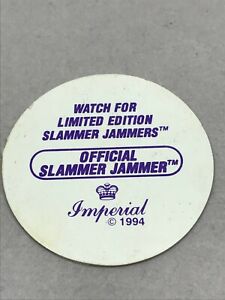 WATCH FOR
LIMITED EDITION
SLAMMER JAMMERS™
OFFICIAL
SLAMMER JAMMER™
Imperial
© 1994